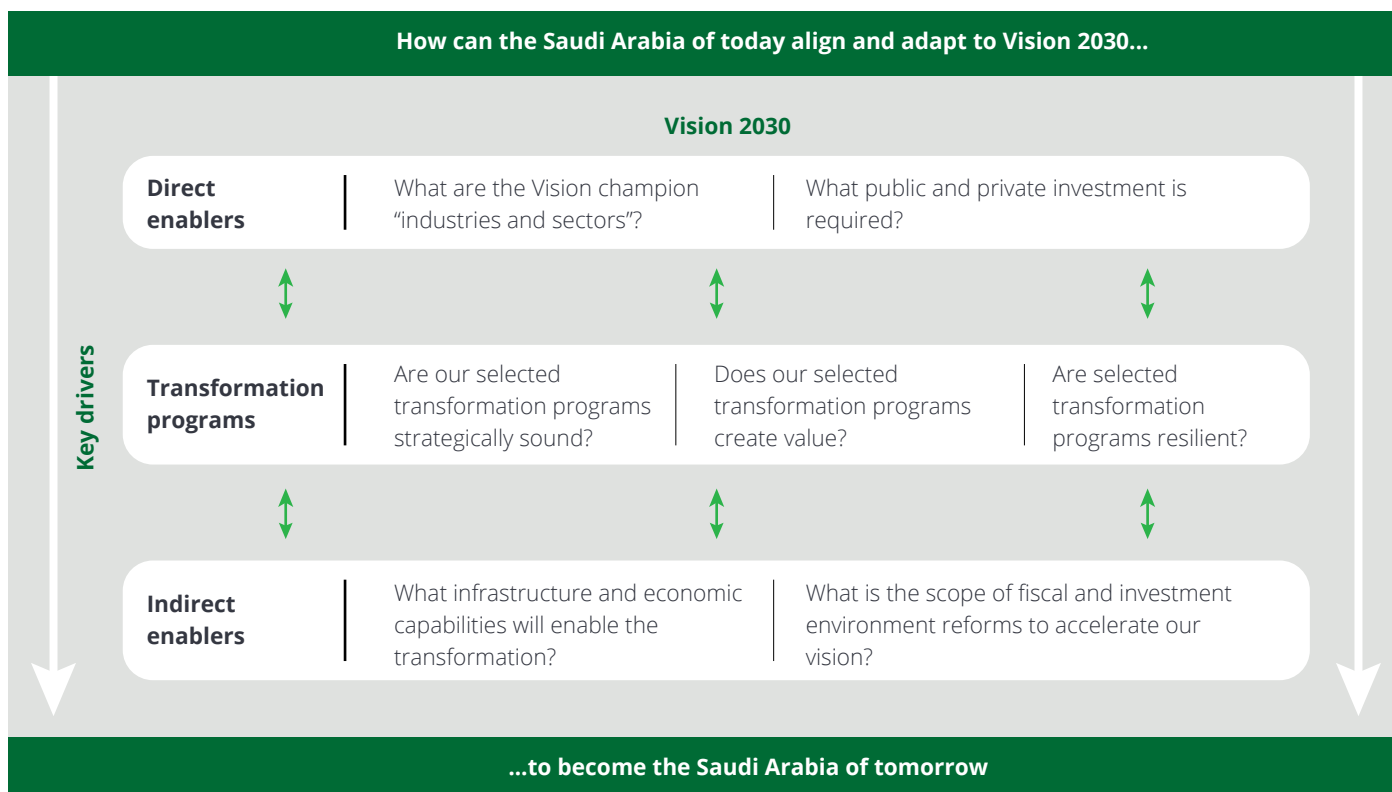 How can the Saudi Arabia of today align and adapt to Vision 2030...
Vision 2030
Key drivers
Direct
enablers
What are the Vision champion
“industries and sectors”?
What public and private investment is
required?
Transformation
programs
Are our selected
transformation programs
strategically sound?
Does our selected
transformation programs
create value?
Are selected
transformation
programs resilient?
Indirect
enablers
What infrastructure and economic
capabilities will enable the
transformation?
What is the scope of fiscal and investment
environment reforms to accelerate our
vision?
...to become the Saudi Arabia of tomorrow